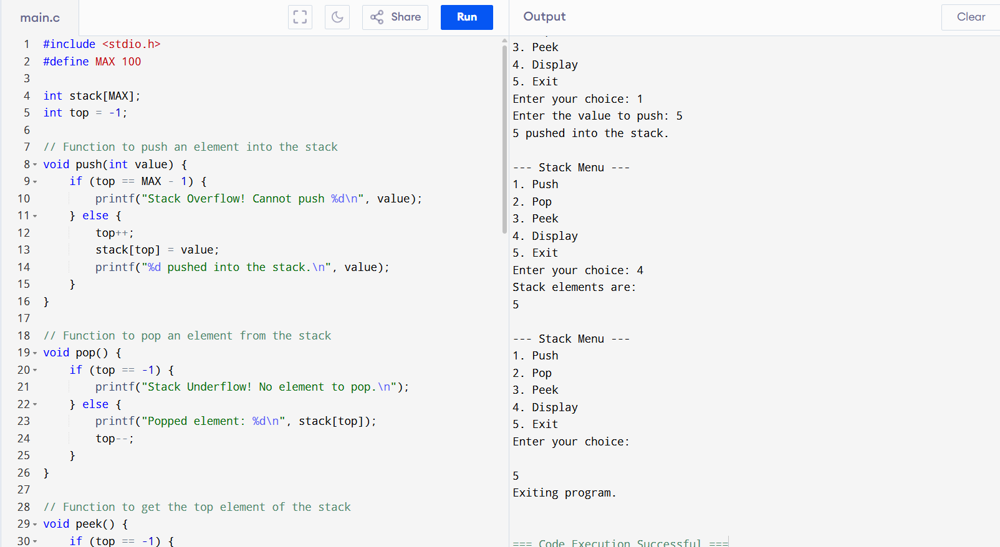 main.c
Share
Run
1 #include <stdio.h>
2 #define MAX 100
3
4 int stack[MAX];
5 int top = -1;
6
7 // Function to push an element into the stack
8 void push(int value) {
9     if (top == MAX - 1) {
10         printf("Stack Overflow! Cannot push %d\n", value);
11     } else {
12         top++;
13         stack[top] = value;
14         printf("%d pushed into the stack.\n", value);
15     }
16 }
17
18 // Function to pop an element from the stack
19 void pop() {
20     if (top == -1) {
21         printf("Stack Underflow! No element to pop.\n");
22     } else {
23         printf("Popped element: %d\n", stack[top]);
24         top--;
25     }
26 }
27
28 // Function to get the top element of the stack
29 void peek() {
30     if (top == -1) {
Output
Clear
3. Peek
4. Display
5. Exit
Enter your choice: 1
Enter the value to push: 5
5 pushed into the stack.

--- Stack Menu ---
1. Push
2. Pop
3. Peek
4. Display
5. Exit
Enter your choice: 4
Stack elements are:
5

--- Stack Menu ---
1. Push
2. Pop
3. Peek
4. Display
5. Exit
Enter your choice:

5
Exiting program.

=== Code Execution Successful ===